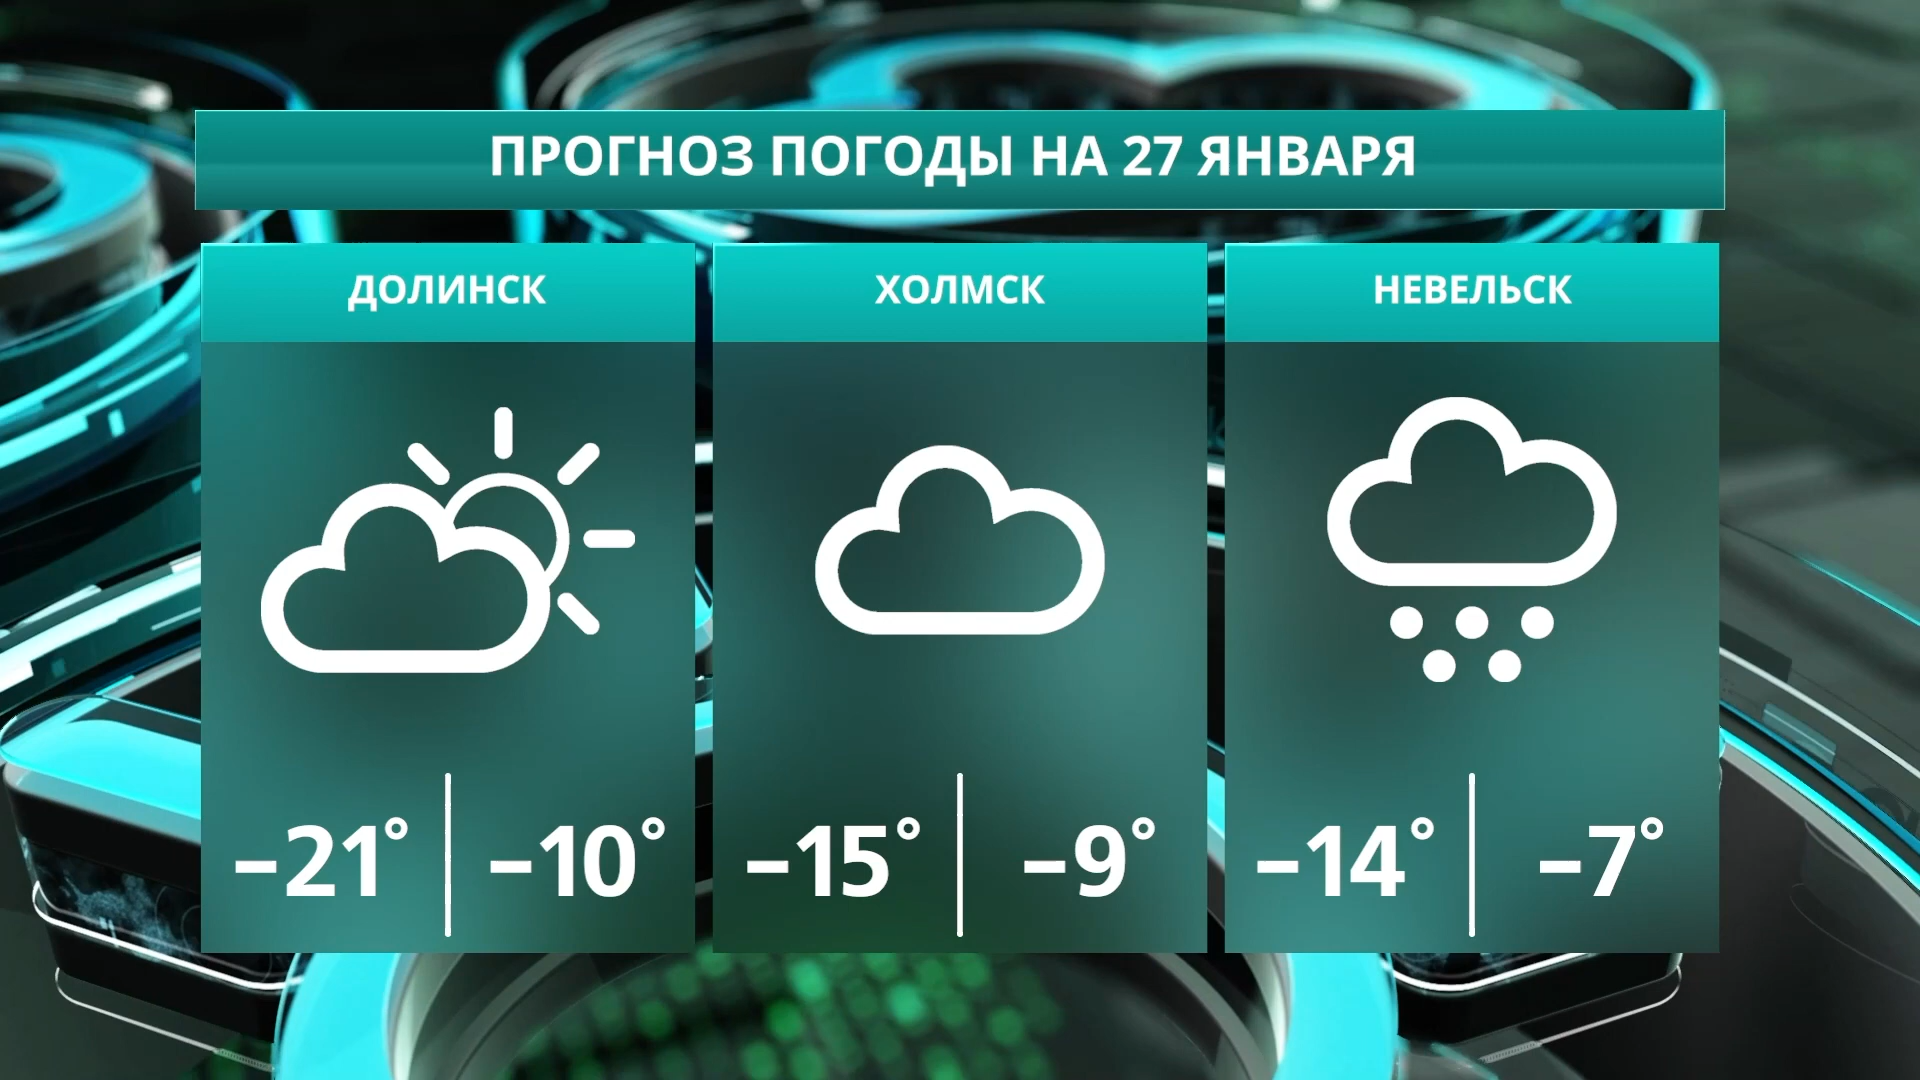 ПРОГНОЗ ПОГОДЫ НА 27 ЯНВАРЯ
ДОЛИНСК
ХОЛМСК
НЕВЕЛЬСК
−21° −10°
−15° −9°
−14° −7°